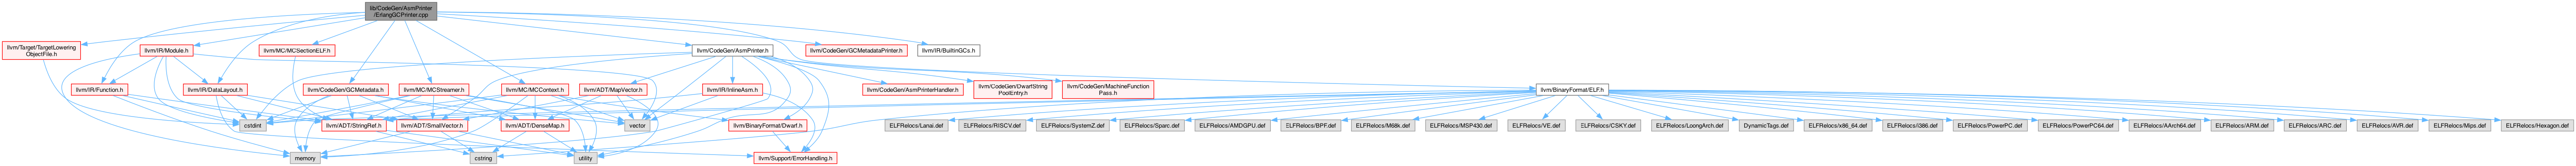 lib/CodeGen/AsmPrinter
/ErlangGCPrinter.cpp
llvm/Target/TargetLowering
ObjectFile.h
llvm/IR/Module.h
llvm/MC/MCSectionELF.h
llvm/CodeGen/AsmPrinter.h
llvm/CodeGen/GCMetadataPrinter.h
llvm/IR/BuiltinGCs.h
llvm/IR/Function.h
llvm/IR/DataLayout.h
llvm/CodeGen/GCMetadata.h
llvm/MC/MCStreamer.h
llvm/MC/MCContext.h
llvm/ADT/MapVector.h
llvm/IR/InlineAsm.h
llvm/CodeGen/AsmPrinterHandler.h
llvm/CodeGen/DwarfString
PoolEntry.h
llvm/CodeGen/MachineFunction
Pass.h
llvm/BinaryFormat/ELF.h
cstdint
llvm/ADT/StringRef.h
llvm/ADT/SmallVector.h
llvm/ADT/DenseMap.h
vector
llvm/BinaryFormat/Dwarf.h
ELFRelocs/Lanai.def
ELFRelocs/RISCV.def
ELFRelocs/SystemZ.def
ELFRelocs/Sparc.def
ELFRelocs/AMDGPU.def
ELFRelocs/BPF.def
ELFRelocs/M68k.def
ELFRelocs/MSP430.def
ELFRelocs/VE.def
ELFRelocs/CSKY.def
ELFRelocs/LoongArch.def
DynamicTags.def
ELFRelocs/x86_64.def
ELFRelocs/i386.def
ELFRelocs/PowerPC.def
ELFRelocs/PowerPC64.def
ELFRelocs/AArch64.def
ELFRelocs/ARM.def
ELFRelocs/ARC.def
ELFRelocs/AVR.def
ELFRelocs/Mips.def
ELFRelocs/Hexagon.def
memory
cstring
utility
llvm/Support/ErrorHandling.h